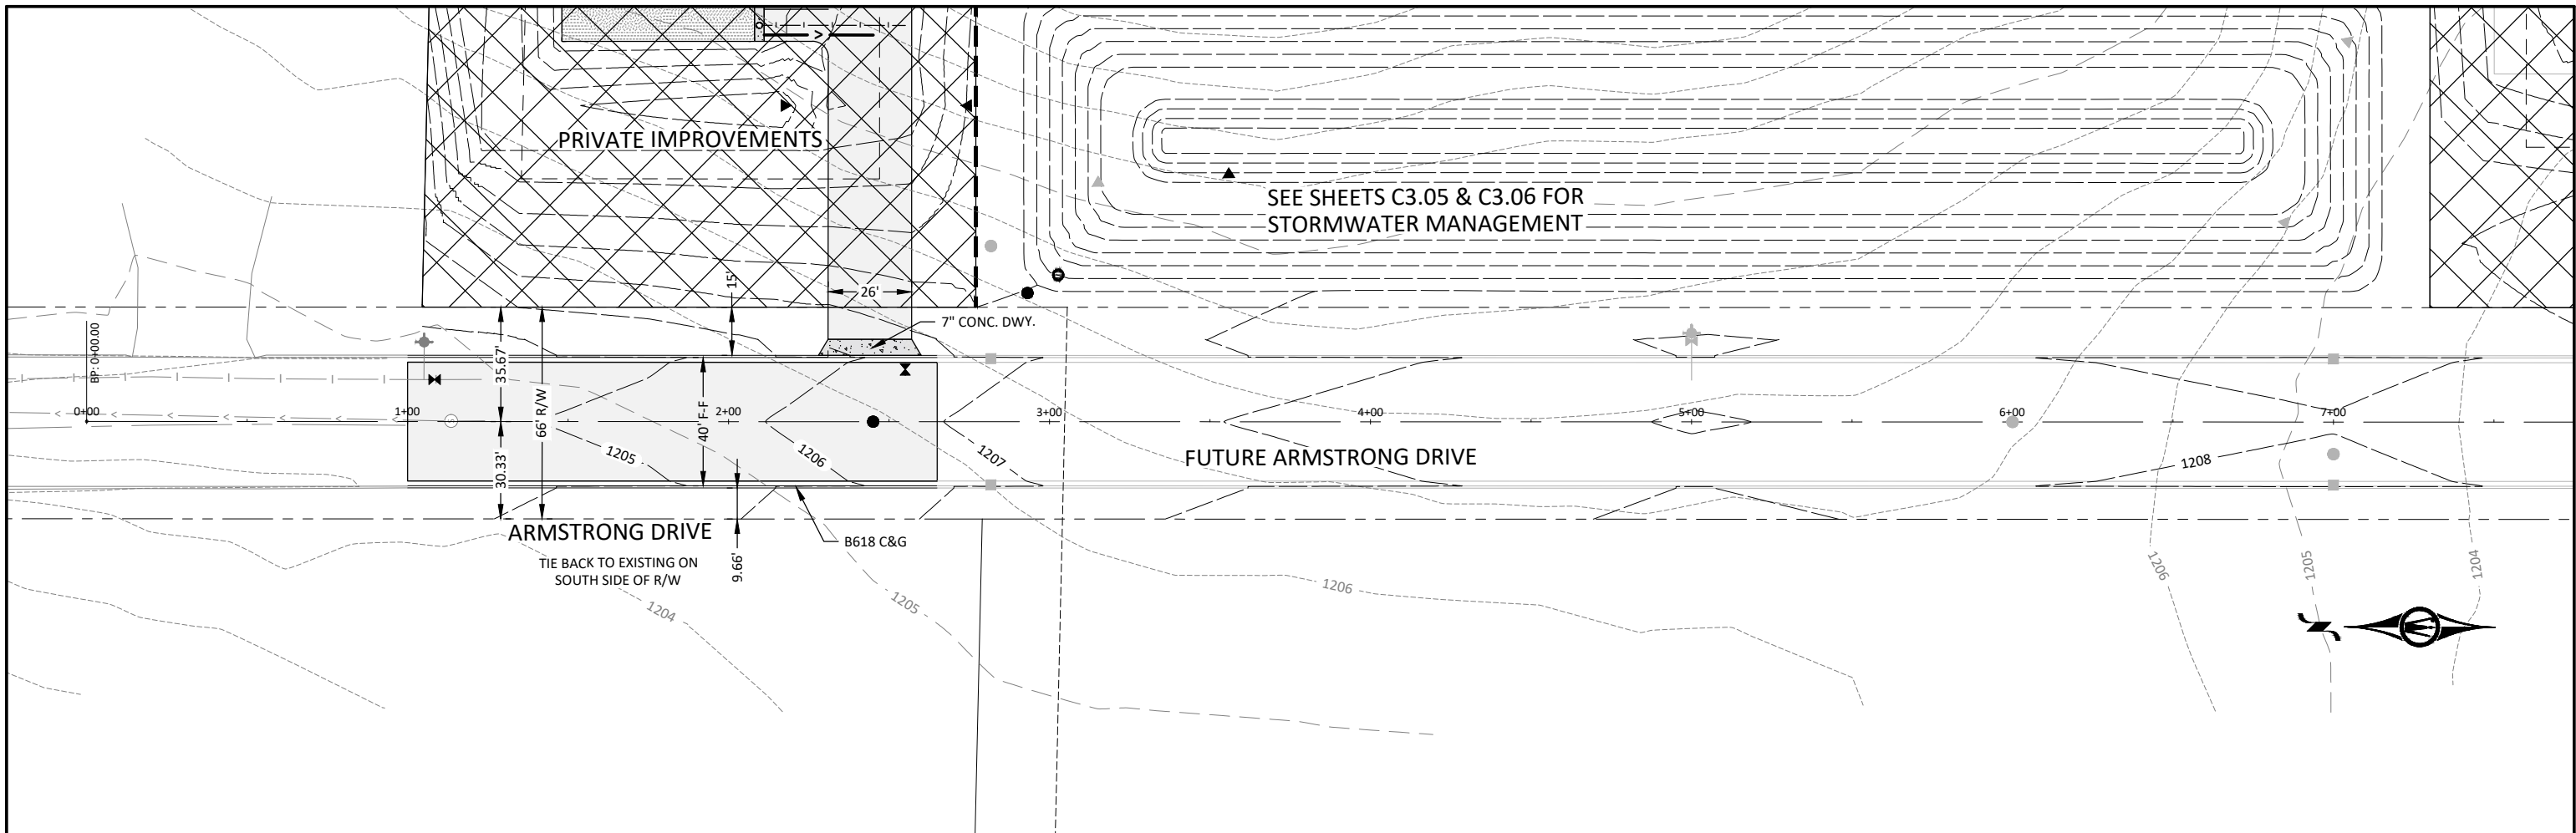 PRIVATE IMPROVEMENTS
SEE SHEETS C3.05 & C3.06 FOR
STORMWATER MANAGEMENT
15'
26'
7" CONC. DWY.
BP: 0+00.00
35.67'
66' R/W
40' F-F
30.33'
9.66'
0+00
1+00
2+00
3+00
4+00
5+00
6+00
7+00
1205
1206
1207
1208
FUTURE ARMSTRONG DRIVE
ARMSTRONG DRIVE
TIE BACK TO EXISTING ON
SOUTH SIDE OF R/W
B618 C&G
1204
1205
1206
1206
1205
1204